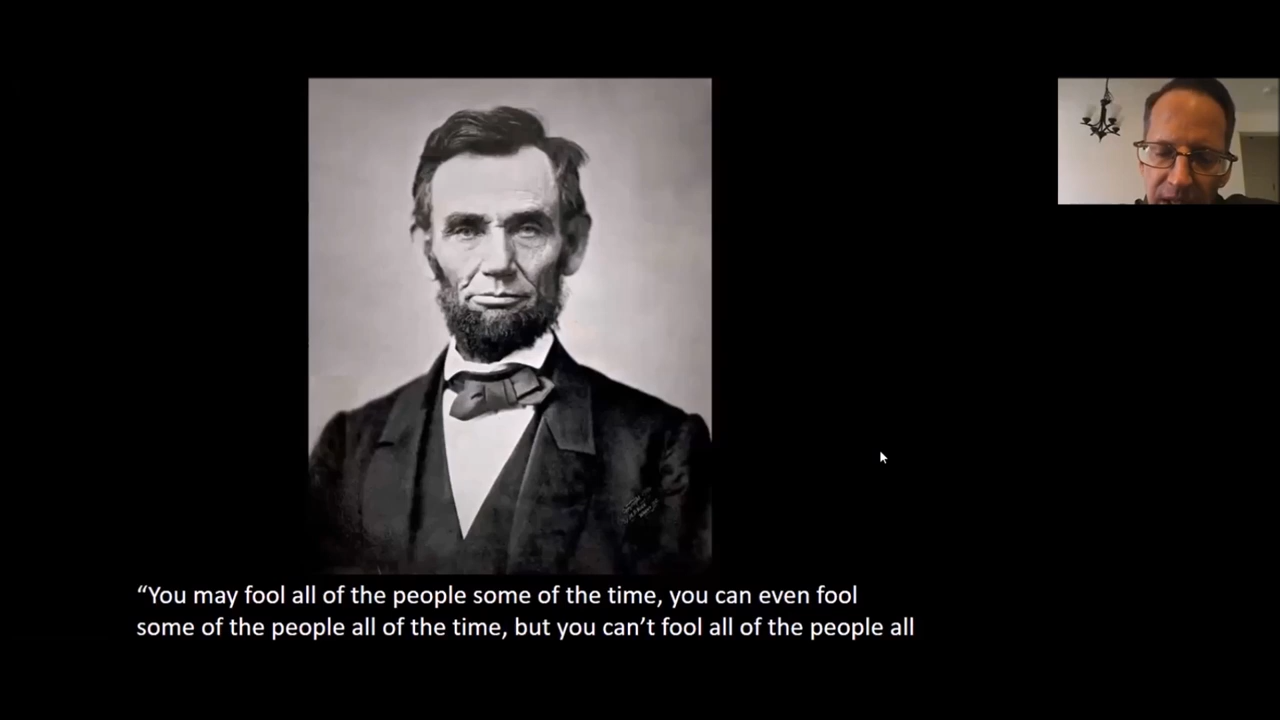 “You may fool all of the people some of the time, you can even fool
some of the people all of the time, but you can’t fool all of the people all